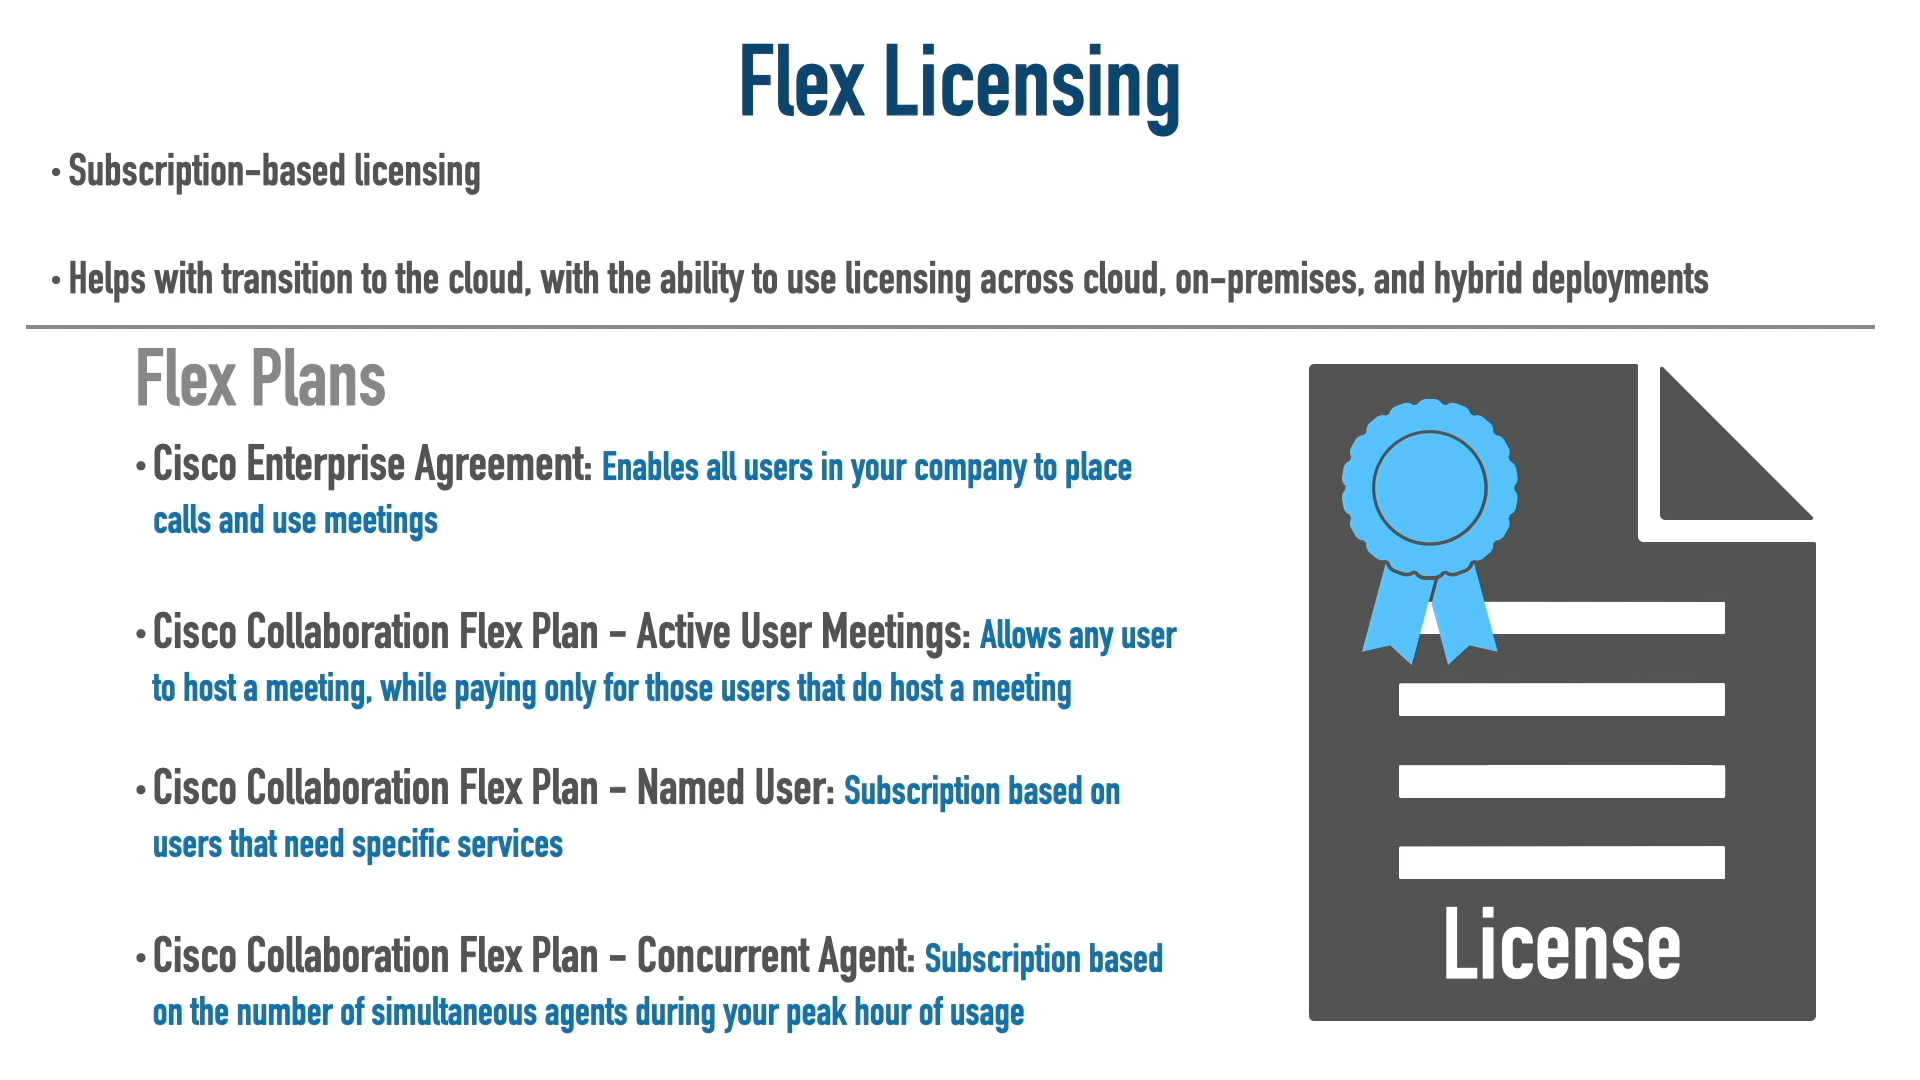 Flex Licensing
• Subscription-based licensing
• Helps with transition to the cloud, with the ability to use licensing across cloud, on-premises, and hybrid deployments
Flex Plans
• Cisco Enterprise Agreement: Enables all users in your company to place
calls and use meetings
• Cisco Collaboration Flex Plan - Active User Meetings: Allows any user
to host a meeting, while paying only for those users that do host a meeting
• Cisco Collaboration Flex Plan - Named User: Subscription based on
users that need specific services
• Cisco Collaboration Flex Plan - Concurrent Agent: Subscription based
on the number of simultaneous agents during your peak hour of usage
License